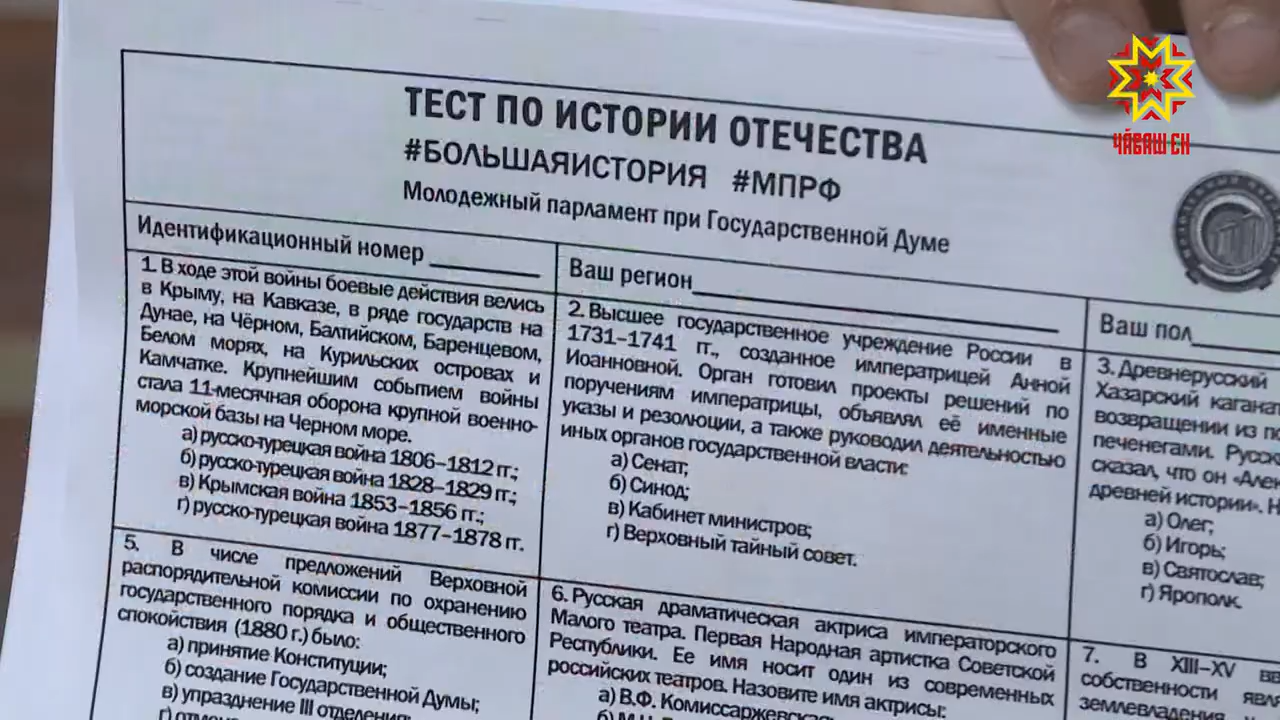 ТЕСТ ПО ИСТОРИИ ОТЕЧЕСТВА
#БОЛЬШАЯИСТОРИЯ #МПРФ
Молодежный парламент при Государственной Думе
ЧӐВАШ ЕН
Идентификационный номер
Ваш регион
Ваш пол
1. В ходе этой войны боевые действия велись
в Крыму, на Кавказе, в ряде государств на
Дунае, на Чёрном, Балтийском, Баренцевом,
Белом морях, на Курильских островах и
Камчатке. Крупнейшим событием войны
стала 11-месячная оборона крупной военно-
морской базы на Черном море.
а) русско-турецкая война 1806–1812 гг.;
б) русско-турецкая война 1828–1829 гг.;
в) Крымская война 1853–1856 гг.;
г) русско-турецкая война 1877–1878 гг.
2. Высшее государственное учреждение России в
1731–1741 гг., созданное императрицей Анной
Иоанновной. Орган готовил проекты решений по
поручениям императрицы, объявлял её именные
указы и резолюции, а также руководил деятельностью
иных органов государственной власти:
а) Сенат;
б) Синод;
в) Кабинет министров;
г) Верховный тайный совет.
3. Древнерусский
Хазарский каганат
возвращении из
печенегами.
сказал, что он
древней истории».
а) Олег;
б) Игорь;
в) Святослав;
г) Ярополк.
5. В числе предложений Верховной
распорядительной комиссии по охранению
государственного порядка и общественного
спокойствия (1880 г.) было:
а) принятие Конституции;
б) создание Государственной Думы;
в) упразднение III отделения;
6. Русская драматическая актриса императорского
Малого театра. Первая Народная артистка Советской
Республики. Ее имя носит один из современных
российских театров. Назовите имя актрисы:
а) В.Ф. Комиссаржевская;
7. В XIII–XV
собственности
землевладения